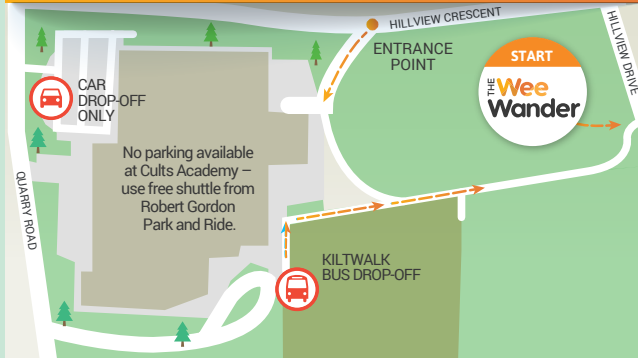 HILLVIEW CRESCENT
HILLVIEW DRIVE
ENTRANCE
POINT
START
THE
Wee
Wander
CAR
DROP-OFF
ONLY
No parking available
at Cults Academy –
use free shuttle from
Robert Gordon
Park and Ride.
QUARRY ROAD
KILTWALK
BUS DROP-OFF